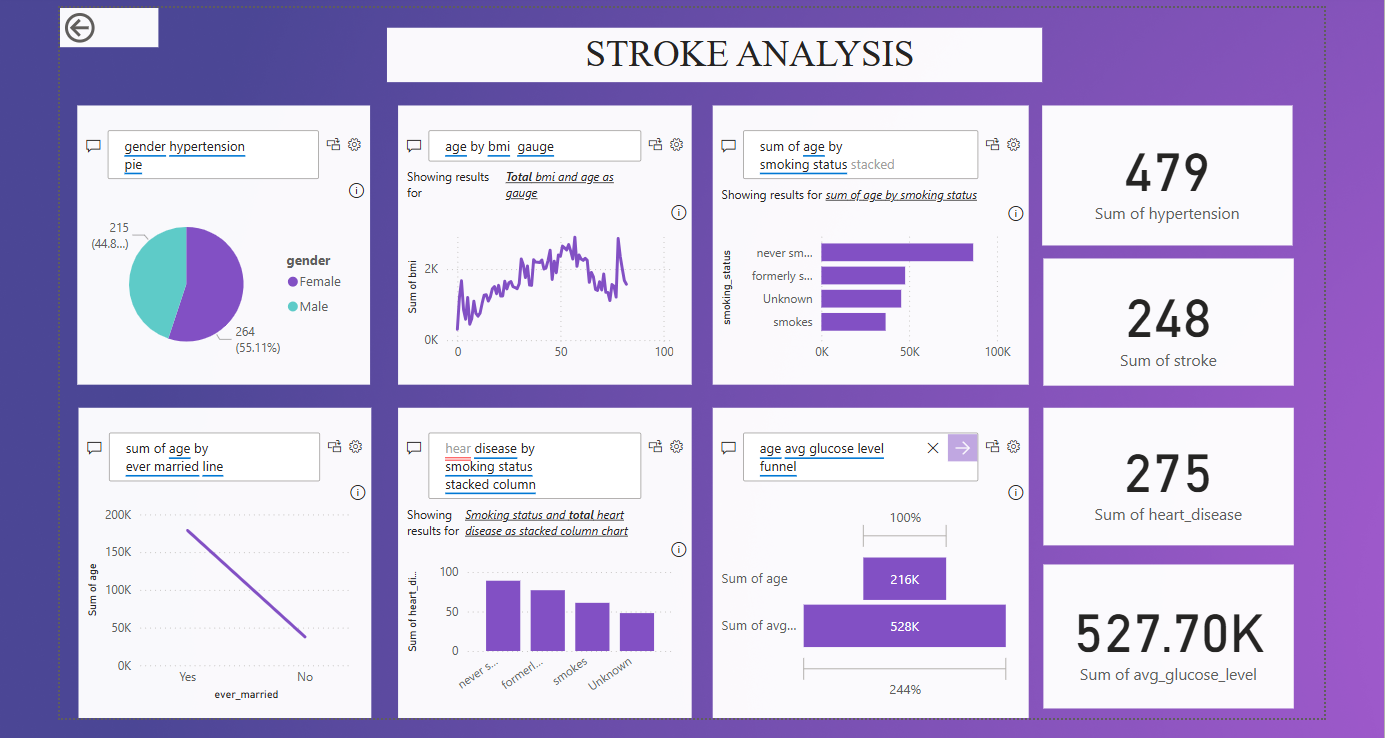 STROKE ANALYSIS
gender hypertension
pie
215
(44.8...)
264
(55.11%)
gender
Female
Male
age by bmi gauge
Showing results for
Total bmi and age as gauge
Sum of bmi
2K
0K
0
50
100
sum of age by
smoking status stacked
Showing results for sum of age by smoking status
smoking_status
never sm...
formerly s...
Unknown
smokes
0K
50K
100K
479
Sum of hypertension
248
Sum of stroke
sum of age by
ever married line
Sum of age
200K
150K
100K
50K
0K
Yes
No
ever_married
hear disease by
smoking status
stacked column
Showing results for
Smoking status and total heart disease as stacked column chart
Sum of heart_di...
100
50
0
never s...
formerl...
smokes
Unknown
age avg glucose level
funnel
100%
Sum of age
216K
Sum of avg...
528K
244%
275
Sum of heart_disease
527.70K
Sum of avg_glucose_level